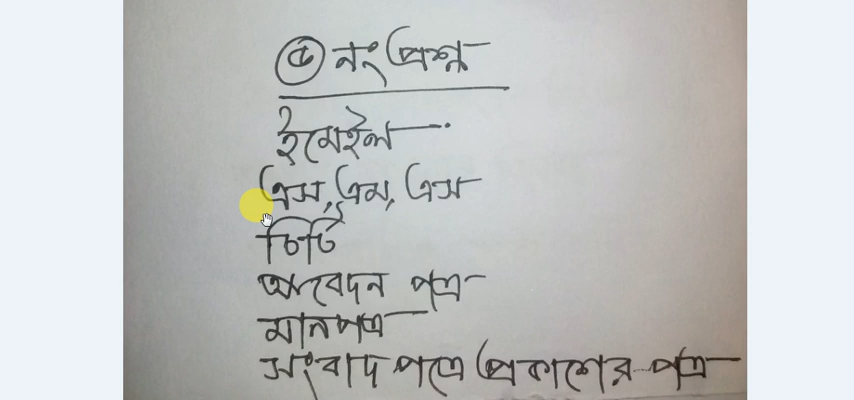 ৫ নং প্রশ্ন
ইমেইল
এস, এম, এস
চিঠি
আবেদন পত্র
মানপত্র
সংবাদ পত্রে প্রকাশের পত্র